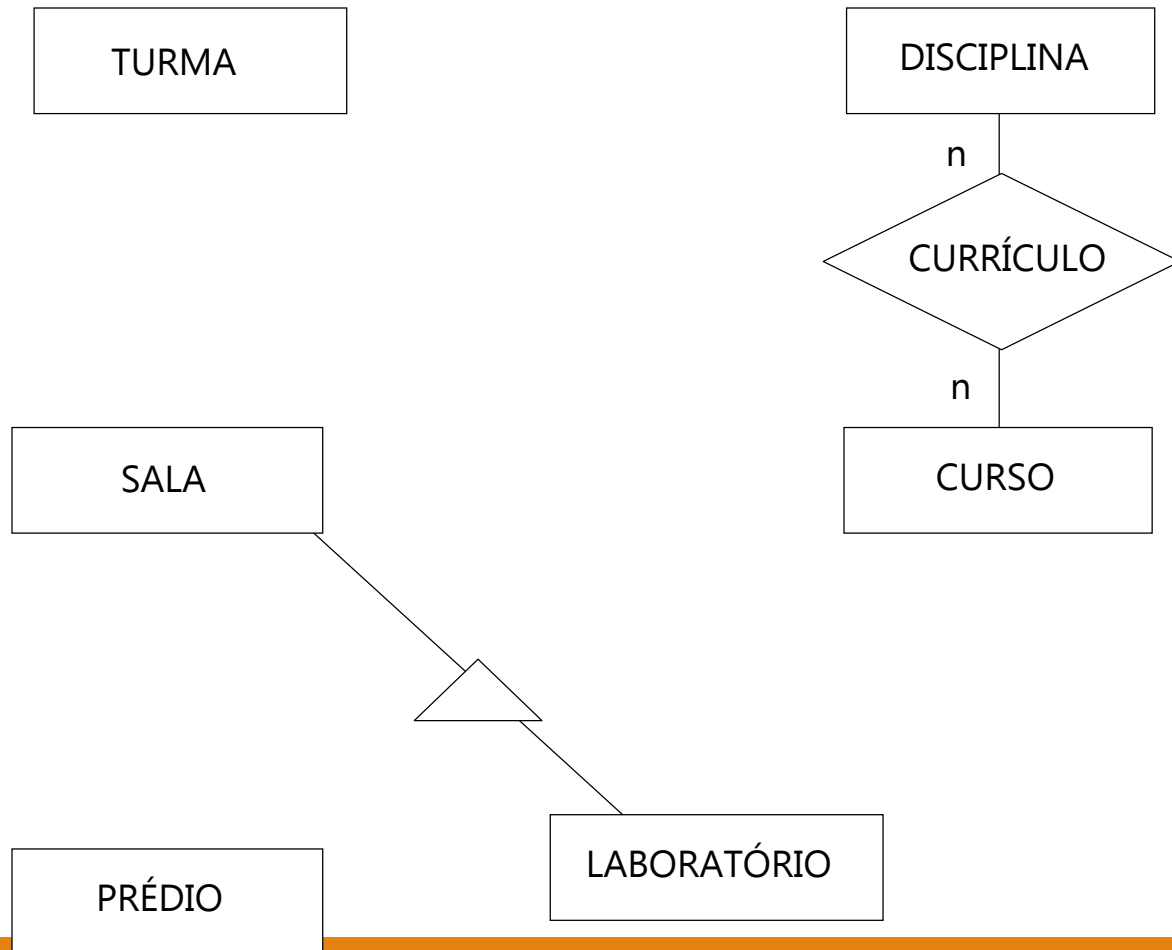 TURMA
DISCIPLINA
n
CURRÍCULO
n
SALA
CURSO
LABORATÓRIO
PRÉDIO